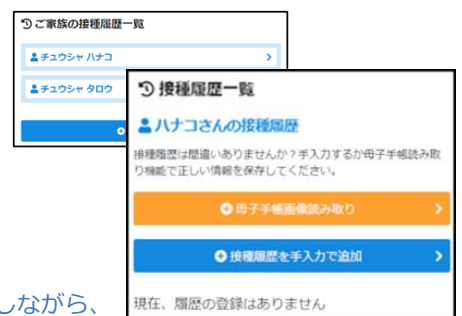 ご家族の接種履歴一覧
チュウシャ ハナコ
チュウシャ タロウ
接種履歴一覧
ハナコさんの接種履歴
接種履歴は間違いありませんか？手入力するか母子手帳読み取
り機能で正しい情報を保存してください。
母子手帳画像読み取り
接種履歴を手入力で追加
現在、履歴の登録はありません
しながら、